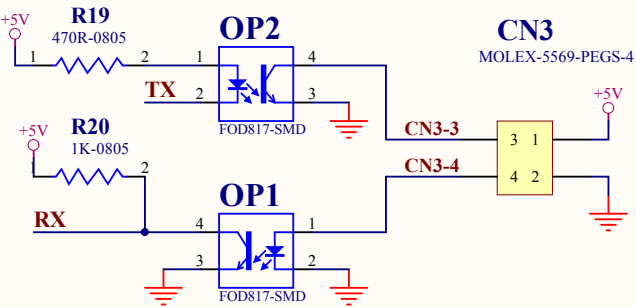 +5V
R19
470R-0805
1
2
OP2
1
4
TX
2
3
FOD817-SMD
CN3
MOLEX-5569-PEGS-4
+5V
CN3-3
3 1
CN3-4
4 2
+5V
R20
1K-0805
1
2
OP1
RX
4
1
3
2
FOD817-SMD